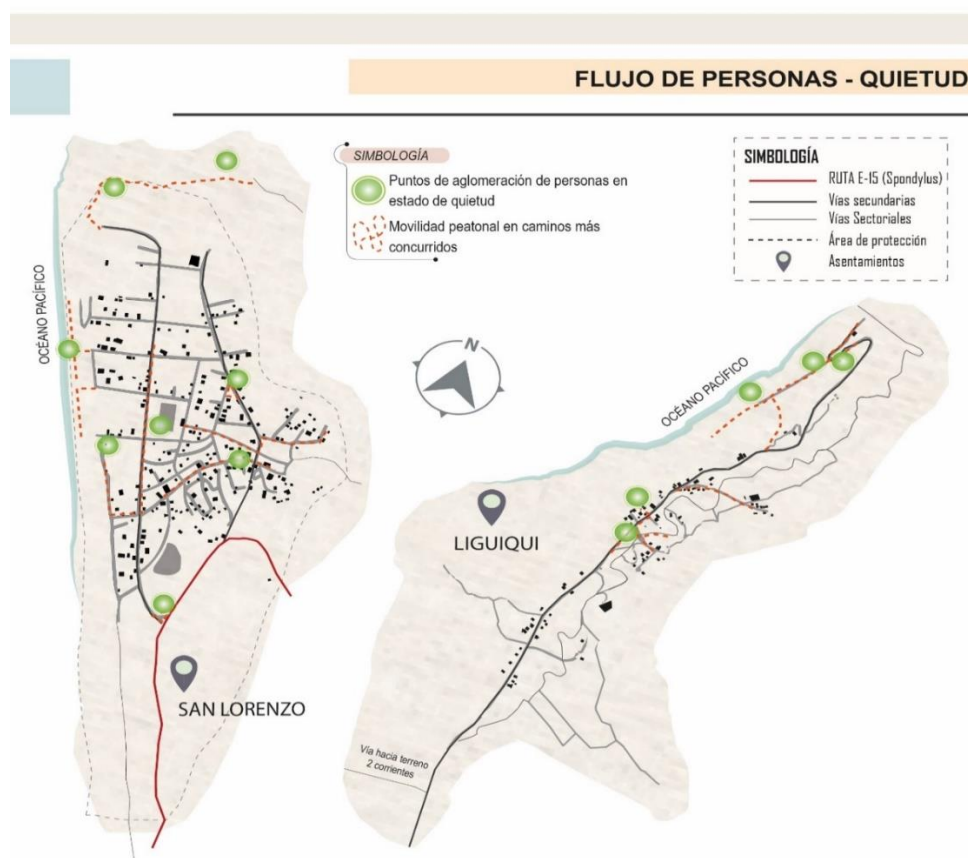 FLUJO DE PERSONAS - QUIETUD
SIMBOLOGÍA
Puntos de aglomeración de personas en
estado de quietud
Movilidad peatonal en caminos más
concurridos
SIMBOLOGÍA
RUTA E-15 (Spondylus)
Vías secundarias
Vías Sectoriales
Área de protección
Asentamientos
OCÉANO PACÍFICO
N
OCÉANO PACÍFICO
LIGUIQUI
SAN LORENZO
Vía hacia terreno
2 corrientes